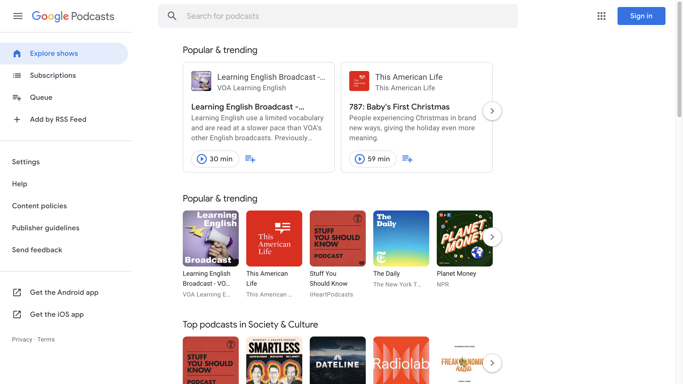 Google Podcasts
Search for podcasts
Sign in
Explore shows
Subscriptions
Queue
Add by RSS Feed
Settings
Help
Content policies
Publisher guidelines
Send feedback
Get the Android app
Get the iOS app
Privacy · Terms
Popular & trending
Learning English Broadcast -...
VOA Learning English
Learning English Broadcast -...
Learning English use a limited vocabulary
and are read at a slower pace than VOA's
other English broadcasts. Previously...
30 min
This American Life
This American Life
787: Baby's First Christmas
People experiencing Christmas in brand
new ways, giving the holiday even more
meaning.
59 min
Popular & trending
Learning
English
Broadcast
Learning English
Broadcast - VO...
VOA Learning E...
This
American
Life
This American
Life
This American ...
STUFF
YOU
SHOULD
KNOW
PODCAST
Stuff You
Should Know
iHeartPodcasts
The
Daily
The Daily
The New York T...
PLANET
MONEY
Planet Money
NPR
Top podcasts in Society & Culture
STUFF
YOU
SHOULD
KNOW
SMARTLESS
DATELINE
Radiolab
FREAKONOMICS
RADIO